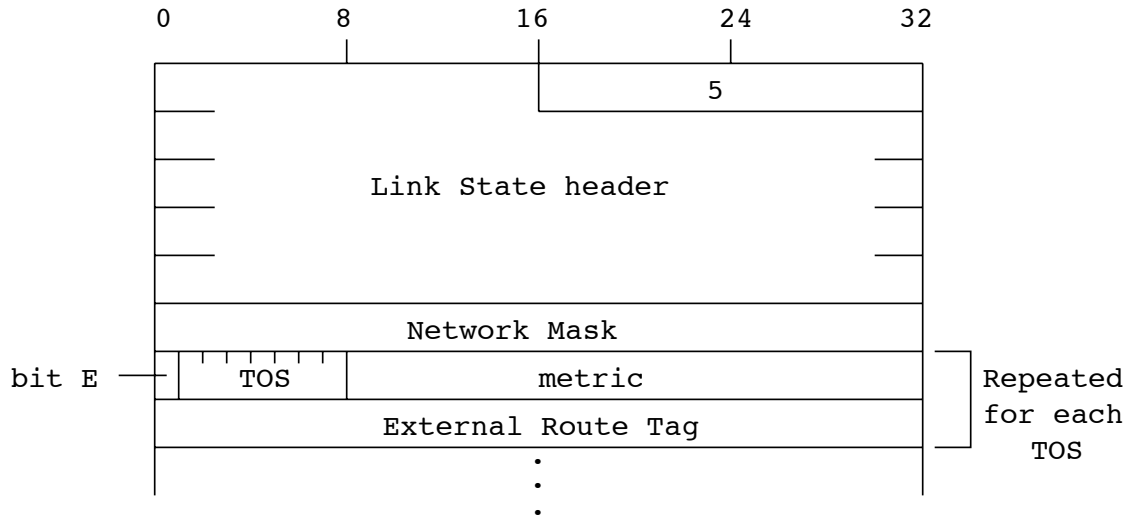 0 8 16 24 32
5
Link State header
Network Mask
bit E TOS metric Repeated
for each
External Route Tag
TOS